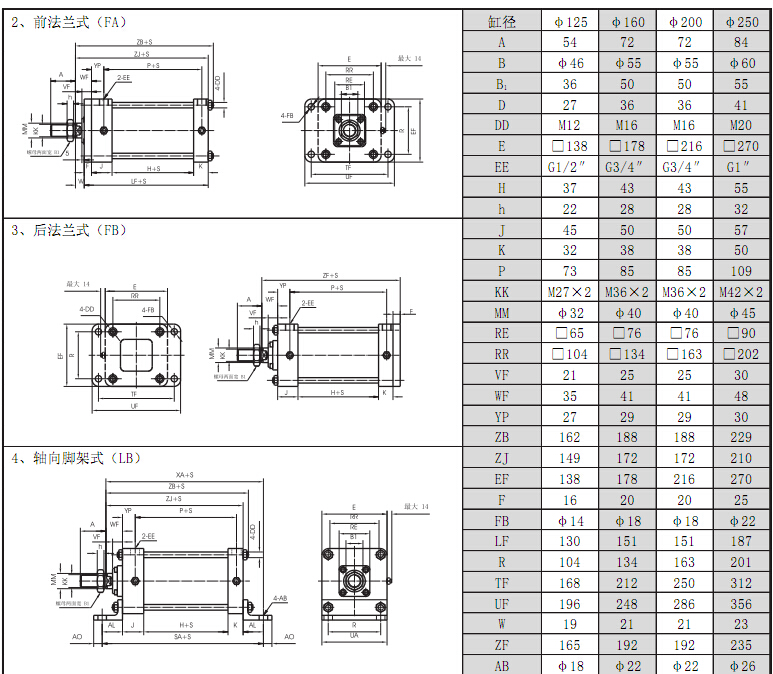 2、前法兰式（FA）
ZB+S
ZJ+S
YP
P+S
A
WF
VF
2-EE
h
4-DD
MM
KK
螺母两面宽 B1
5
F
J
H+S
K
W
UF+S
E
最大 14
RR
RE
B1
4-FB
R
EF
TF
UF
3、后法兰式（FB）
最大 14
E
RR
4-DD
4-FB
EF
R
TF
UF
ZF+S
YP
P+S
A
WF
VF
2-EE
F
h
MM
KK
螺母两面宽 B1
J
H+S
K
4、轴向脚架式（LB）
XA+S
ZB+S
ZJ+S
YP
P+S
A
WF
VF
2-EE
h
4-DD
MM
KK
螺母两面宽 B1
4-AB
AL
J
H+S
K
AL
AO
SA+S
AO
E
最大 14
RR
RE
B1
R
UA
缸径 φ125 φ160 φ200 φ250
A 54 72 72 84
B φ46 φ55 φ55 φ60
B₁ 36 50 50 55
D 27 36 36 41
DD M12 M16 M16 M20
E □138 □178 □216 □270
EE G1/2″ G3/4″ G3/4″ G1″
H 37 43 43 55
h 22 28 28 32
J 45 50 50 57
K 32 38 38 50
P 73 85 85 109
KK M27×2 M36×2 M36×2 M42×2
MM φ32 φ40 φ40 φ45
RE □65 □76 □76 □90
RR □104 □134 □163 □202
VF 21 25 25 30
WF 35 41 41 48
YP 27 29 29 30
ZB 162 188 188 229
ZJ 149 172 172 210
EF 138 178 216 270
F 16 20 20 25
FB φ14 φ18 φ18 φ22
LF 130 151 151 187
R 104 134 163 201
TF 168 212 250 312
UF 196 248 286 356
W 19 21 21 23
ZF 165 192 192 235
AB φ18 φ22 φ22 φ26